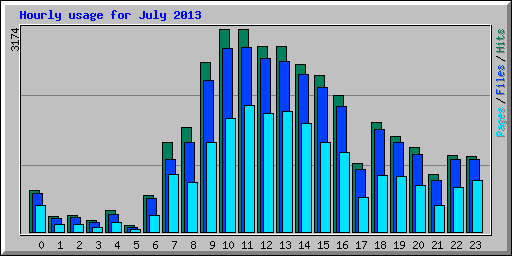 Hourly usage for July 2013
3174
Pages / Files / Hits
0 1 2 3 4 5 6 7 8 9 10 11 12 13 14 15 16 17 18 19 20 21 22 23